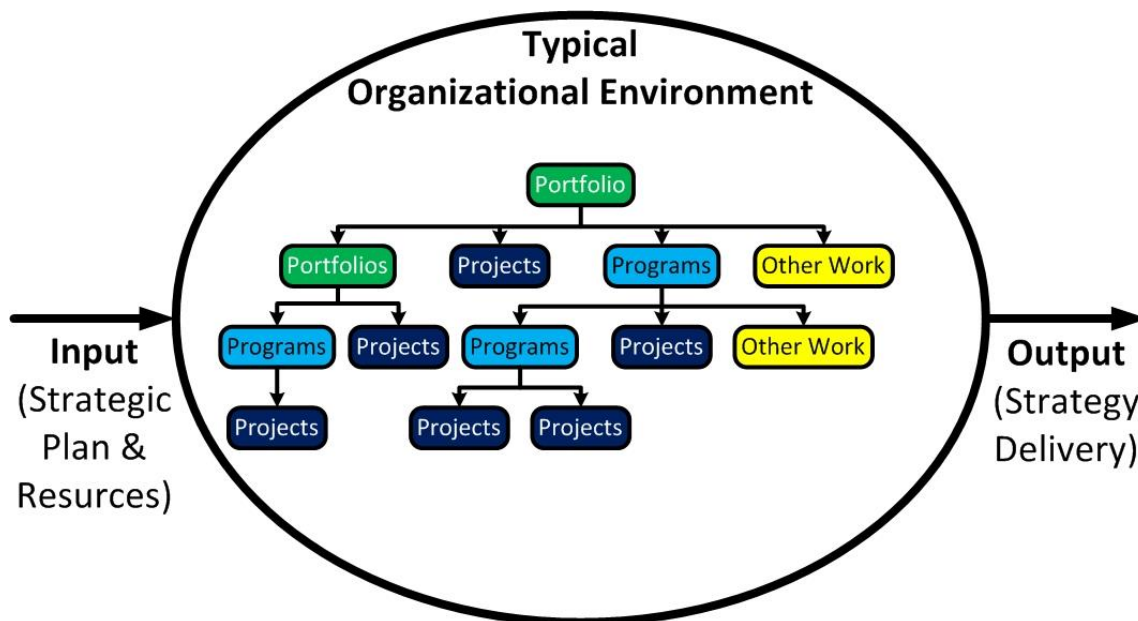 Typical
Organizational Environment
Portfolio
Portfolios
Projects
Programs
Other Work
Programs
Projects
Programs
Projects
Other Work
Projects
Projects
Projects
Input
(Strategic
Plan &
Resurces)
Output
(Strategy
Delivery)